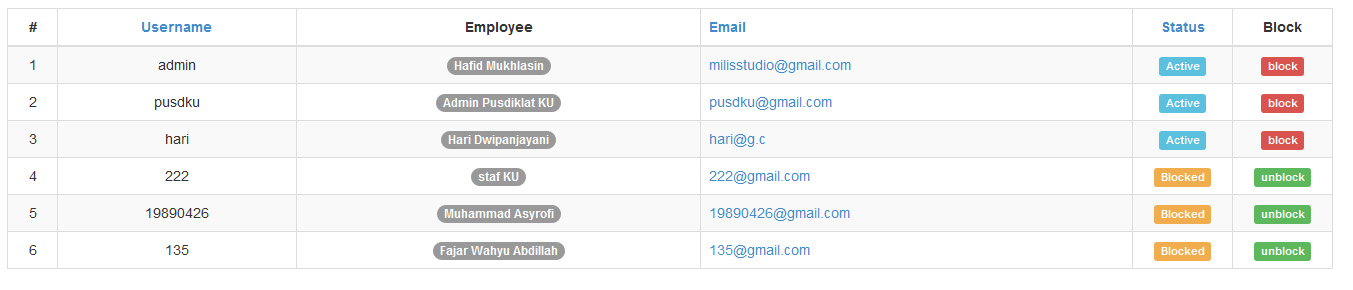 # Username Employee Email Status Block
1 admin Hafid Mukhlasin milisstudio@gmail.com Active block
2 pusdku Admin Pusdiklat KU pusdku@gmail.com Active block
3 hari Hari Dwipanjayani hari@g.c Active block
4 222 staf KU 222@gmail.com Blocked unblock
5 19890426 Muhammad Asyrofi 19890426@gmail.com Blocked unblock
6 135 Fajar Wahyu Abdillah 135@gmail.com Blocked unblock